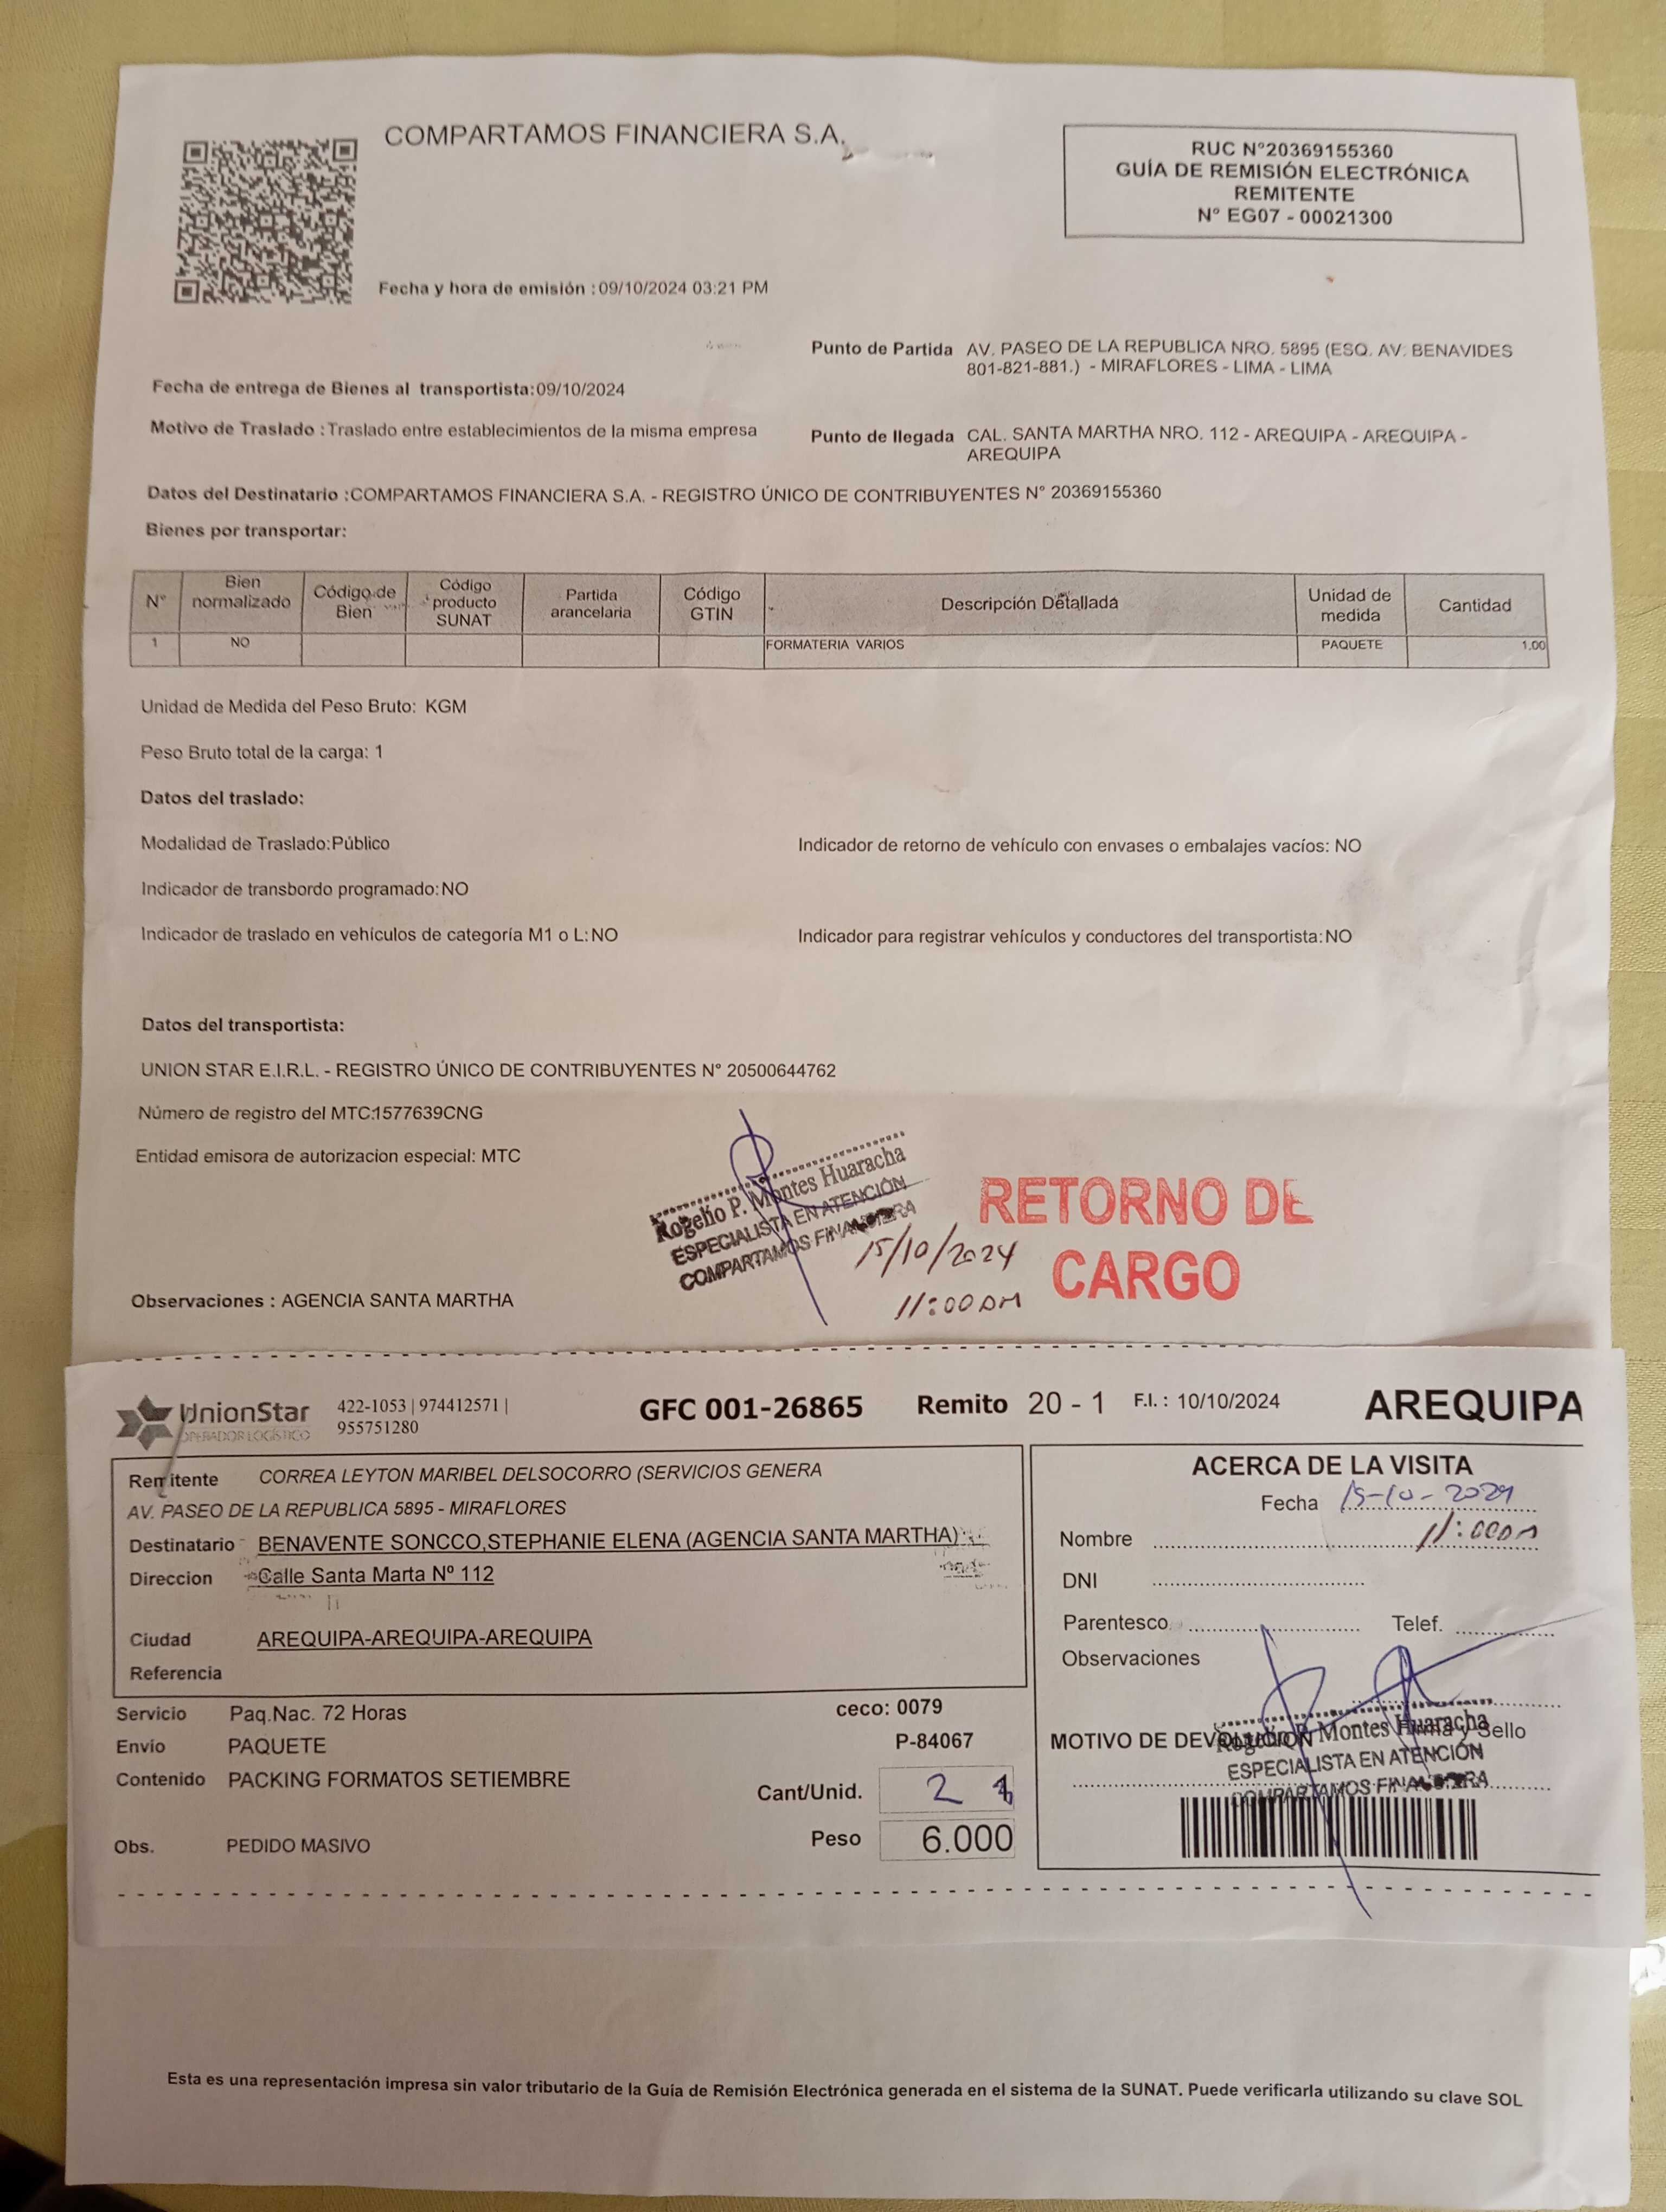 COMPARTAMOS FINANCIERA S.A.
RUC N°20369155360
GUÍA DE REMISIÓN ELECTRÓNICA
REMITENTE
N° EG07 - 00021300
Fecha y hora de emisión : 09/10/2024 03:21 PM
Punto de Partida AV. PASEO DE LA REPUBLICA NRO. 5895 (ESQ. AV. BENAVIDES
801-821-881.) - MIRAFLORES - LIMA - LIMA
Fecha de entrega de Bienes al transportista:09/10/2024
Motivo de Traslado : Traslado entre establecimientos de la misma empresa
Punto de llegada CAL. SANTA MARTHA NRO. 112 - AREQUIPA - AREQUIPA -
AREQUIPA
Datos del Destinatario :COMPARTAMOS FINANCIERA S.A. - REGISTRO ÚNICO DE CONTRIBUYENTES N° 20369155360
Bienes por transportar:
N° Bien normalizado Código de Bien Código producto SUNAT Partida arancelaria Código GTIN Descripción Detallada Unidad de medida Cantidad
1 NO FORMATERIA VARIOS PAQUETE 1.00
Unidad de Medida del Peso Bruto: KGM
Peso Bruto total de la carga: 1
Datos del traslado:
Modalidad de Traslado:Público
Indicador de retorno de vehículo con envases o embalajes vacíos: NO
Indicador de transbordo programado:NO
Indicador de traslado en vehículos de categoría M1 o L:NO
Indicador para registrar vehículos y conductores del transportista:NO
Datos del transportista:
UNION STAR E.I.R.L. - REGISTRO ÚNICO DE CONTRIBUYENTES N° 20500644762
Número de registro del MTC:1577639CNG
Entidad emisora de autorizacion especial: MTC
Rogelio P. Montes Huaracha
ESPECIALISTA EN ATENCIÓN
COMPARTAMOS FINANCIERA
15/10/2024
11:00 AM
RETORNO DE
CARGO
Observaciones : AGENCIA SANTA MARTHA
UnionStar
OPERADOR LOGÍSTICO
422-1053 | 974412571 |
955751280
GFC 001-26865 Remito 20 - 1 F.I. : 10/10/2024 AREQUIPA
Remitente CORREA LEYTON MARIBEL DELSOCORRO (SERVICIOS GENERA
AV. PASEO DE LA REPUBLICA 5895 - MIRAFLORES
Destinatario BENAVENTE SONCCO,STEPHANIE ELENA (AGENCIA SANTA MARTHA)
Direccion Calle Santa Marta Nº 112
Ciudad AREQUIPA-AREQUIPA-AREQUIPA
Referencia
Servicio Paq.Nac. 72 Horas
ceco: 0079
Envio PAQUETE
P-84067
Contenido PACKING FORMATOS SETIEMBRE
Cant/Unid. 2
Peso 6.000
Obs. PEDIDO MASIVO
ACERCA DE LA VISITA
Fecha 15-10-2024
Nombre 11:00 AM
DNI
Parentesco Telef.
Observaciones
MOTIVO DE DEVOLUCION Firma y Sello
Rogelio P. Montes Huaracha
ESPECIALISTA EN ATENCIÓN
COMPARTAMOS FINANCIERA
Esta es una representación impresa sin valor tributario de la Guía de Remisión Electrónica generada en el sistema de la SUNAT. Puede verificarla utilizando su clave SOL